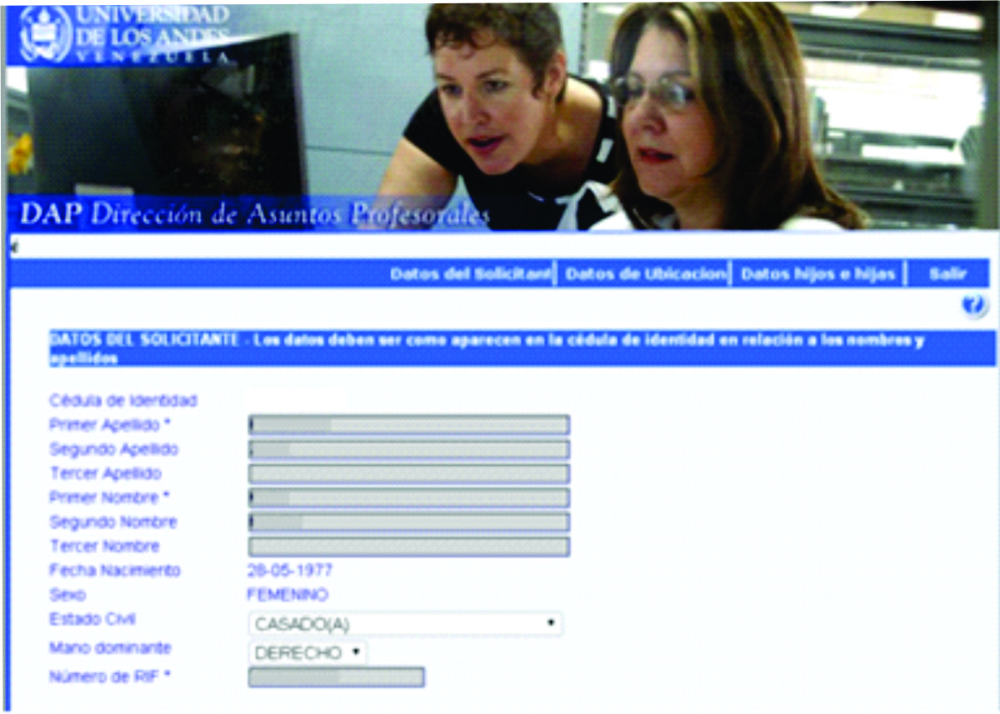 UNIVERSIDAD
DE LOS ANDES
VENEZUELA
DAP Dirección de Asuntos Profesorales
Datos del Solicitant
Datos de Ubicacion
Datos hijos e hijas
Salir
?
DATOS DEL SOLICITANTE - Los datos deben ser como aparecen en la cédula de identidad en relación a los nombres y
apellidos
Cédula de Identidad
Primer Apellido *
Segundo Apellido
Tercer Apellido
Primer Nombre *
Segundo Nombre
Tercer Nombre
Fecha Nacimiento 28-05-1977
Sexo FEMENINO
Estado Civil CASADO(A)
Mano dominante DERECHO
Número de RIF *